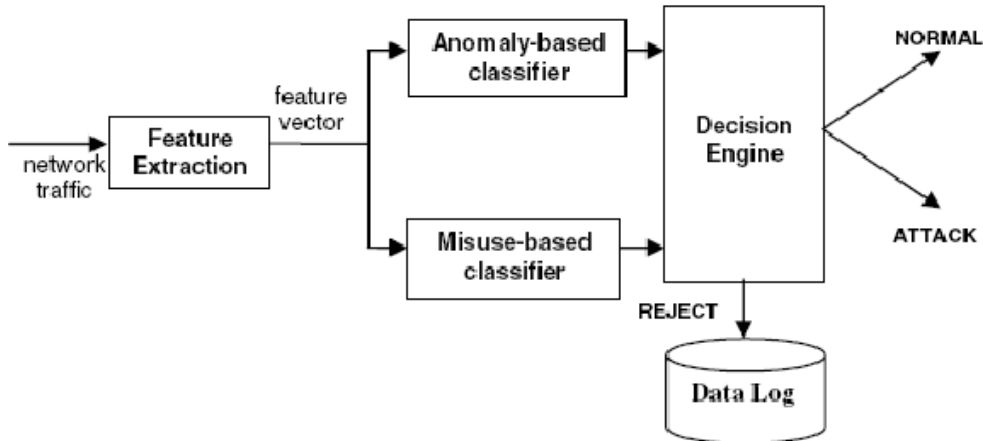 network
traffic
Feature
Extraction
feature
vector
Anomaly-based
classifier
Misuse-based
classifier
Decision
Engine
NORMAL
ATTACK
REJECT
Data Log